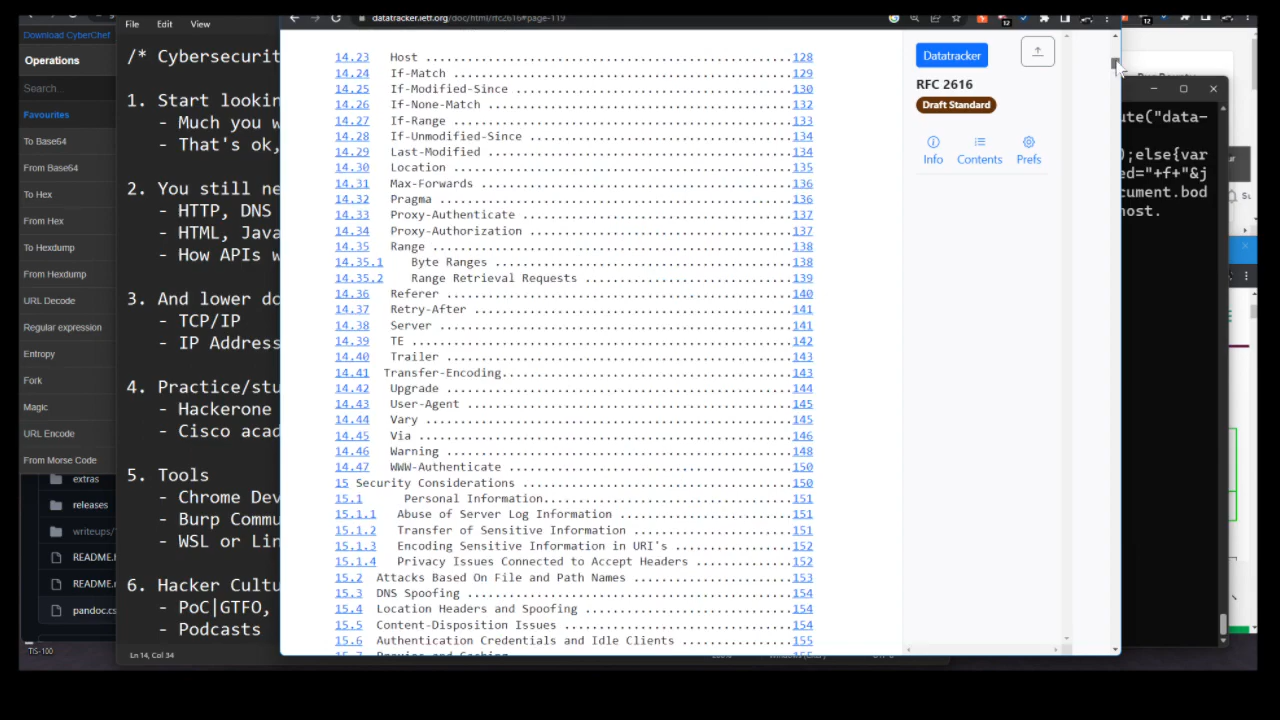 datatracker.ietf.org/doc/html/rfc2616#page-119
Download CyberChef
File Edit View
Operations
Search...
Favourites
To Base64
From Base64
To Hex
From Hex
To Hexdump
From Hexdump
URL Decode
Regular expression
Entropy
Fork
Magic
URL Encode
From Morse Code
extras
releases
writeups/
README.
README.
pandoc.cs
TIS-100
/* Cybersecurit
1. Start lookin
- Much you w
- That's ok,
2. You still ne
- HTTP, DNS
- HTML, Java
- How APIs w
3. And lower do
- TCP/IP
- IP Address
4. Practice/stu
- Hackerone
- Cisco acad
5. Tools
- Chrome Dev
- Burp Commu
- WSL or Lin
6. Hacker Cultu
- PoC|GTFO,
- Podcasts
Ln 14, Col 34
14.23 Host ...128
14.24 If-Match ...129
14.25 If-Modified-Since ...130
14.26 If-None-Match ...132
14.27 If-Range ...133
14.28 If-Unmodified-Since ...134
14.29 Last-Modified ...134
14.30 Location ...135
14.31 Max-Forwards ...136
14.32 Pragma ...136
14.33 Proxy-Authenticate ...137
14.34 Proxy-Authorization ...137
14.35 Range ...138
14.35.1 Byte Ranges ...138
14.35.2 Range Retrieval Requests ...139
14.36 Referer ...140
14.37 Retry-After ...141
14.38 Server ...141
14.39 TE ...142
14.40 Trailer ...143
14.41 Transfer-Encoding...143
14.42 Upgrade ...144
14.43 User-Agent ...145
14.44 Vary ...145
14.45 Via ...146
14.46 Warning ...148
14.47 WWW-Authenticate ...150
15 Security Considerations ...150
15.1 Personal Information...151
15.1.1 Abuse of Server Log Information ...151
15.1.2 Transfer of Sensitive Information ...151
15.1.3 Encoding Sensitive Information in URI's ...152
15.1.4 Privacy Issues Connected to Accept Headers ...152
15.2 Attacks Based On File and Path Names ...153
15.3 DNS Spoofing ...154
15.4 Location Headers and Spoofing ...154
15.5 Content-Disposition Issues ...154
15.6 Authentication Credentials and Idle Clients ...155
15.7 Proxies and Caching ...155
Datatracker
RFC 2616
Draft Standard
Info Contents Prefs
ute("data-
);else{var
ed="+f+"&j
cument.bod
host.